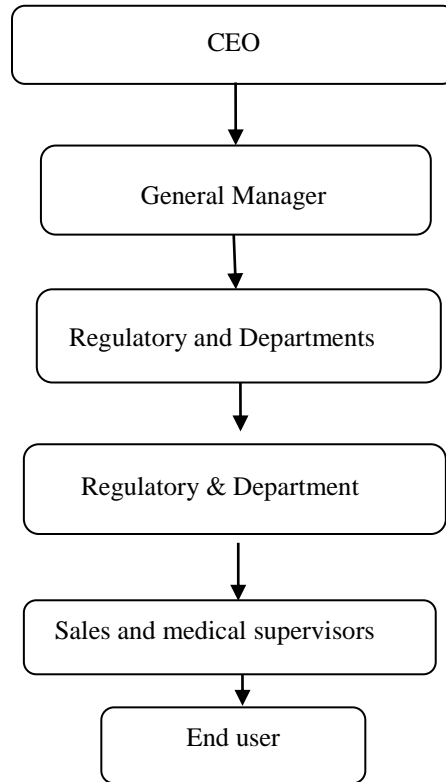 CEO
General Manager
Regulatory and Departments
Regulatory & Department
Sales and medical supervisors
End user